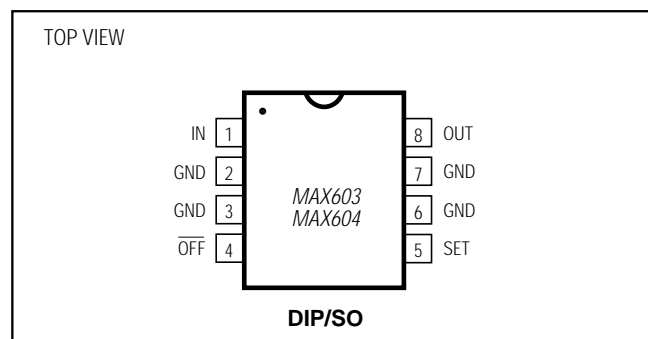 TOP VIEW
IN 1
8 OUT
GND 2
7 GND
GND 3
6 GND
O̅F̅F̅ 4
5 SET
MAX603
MAX604
DIP/SO